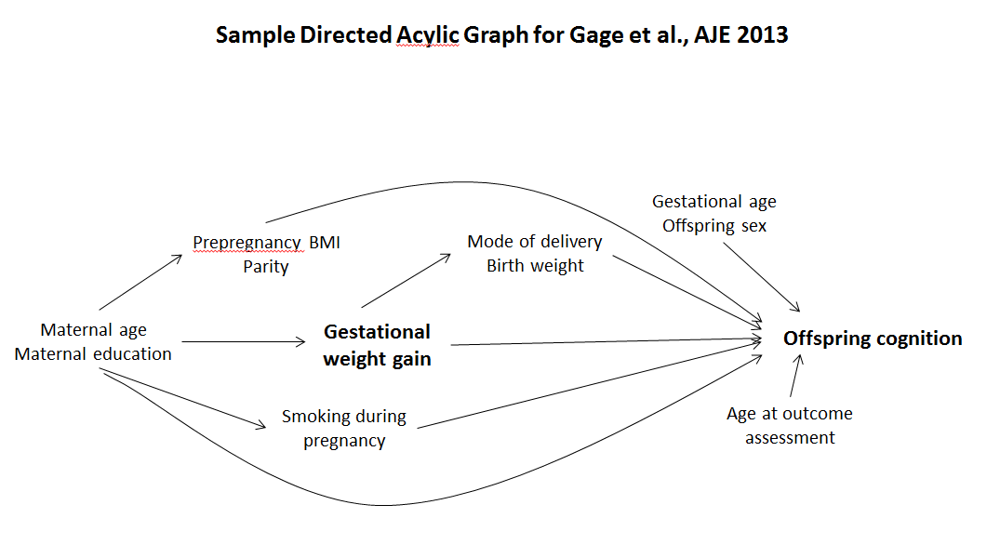 Sample Directed Acylic Graph for Gage et al., AJE 2013
Gestational age
Offspring sex
Prepregnancy BMI
Parity
Mode of delivery
Birth weight
Maternal age
Maternal education
Gestational
weight gain
Offspring cognition
Smoking during
pregnancy
Age at outcome
assessment